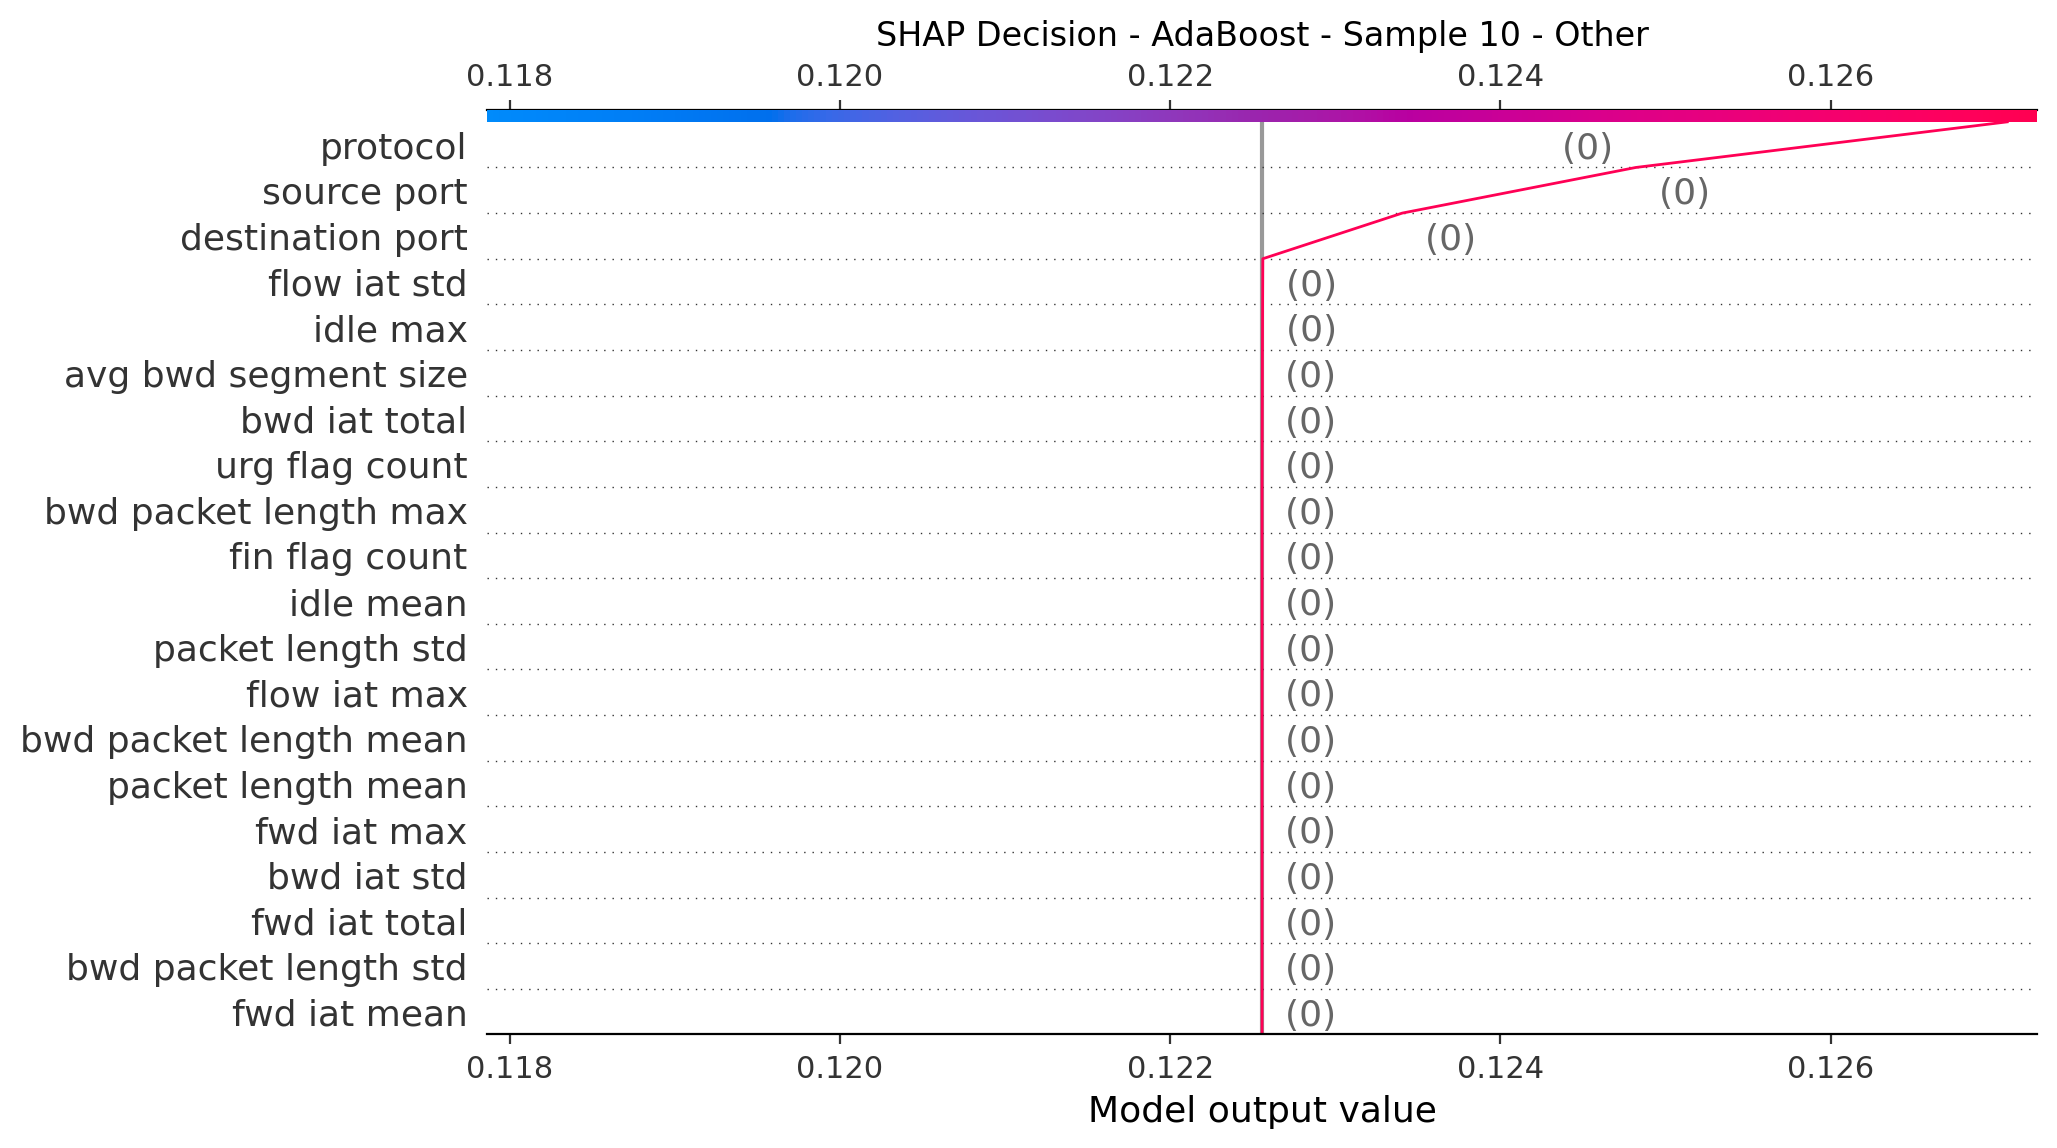 SHAP Decision - AdaBoost - Sample 10 - Other
0.118 0.120 0.122 0.124 0.126
protocol (0)
source port (0)
destination port (0)
flow iat std (0)
idle max (0)
avg bwd segment size (0)
bwd iat total (0)
urg flag count (0)
bwd packet length max (0)
fin flag count (0)
idle mean (0)
packet length std (0)
flow iat max (0)
bwd packet length mean (0)
packet length mean (0)
fwd iat max (0)
bwd iat std (0)
fwd iat total (0)
bwd packet length std (0)
fwd iat mean (0)
0.118 0.120 0.122 0.124 0.126
Model output value